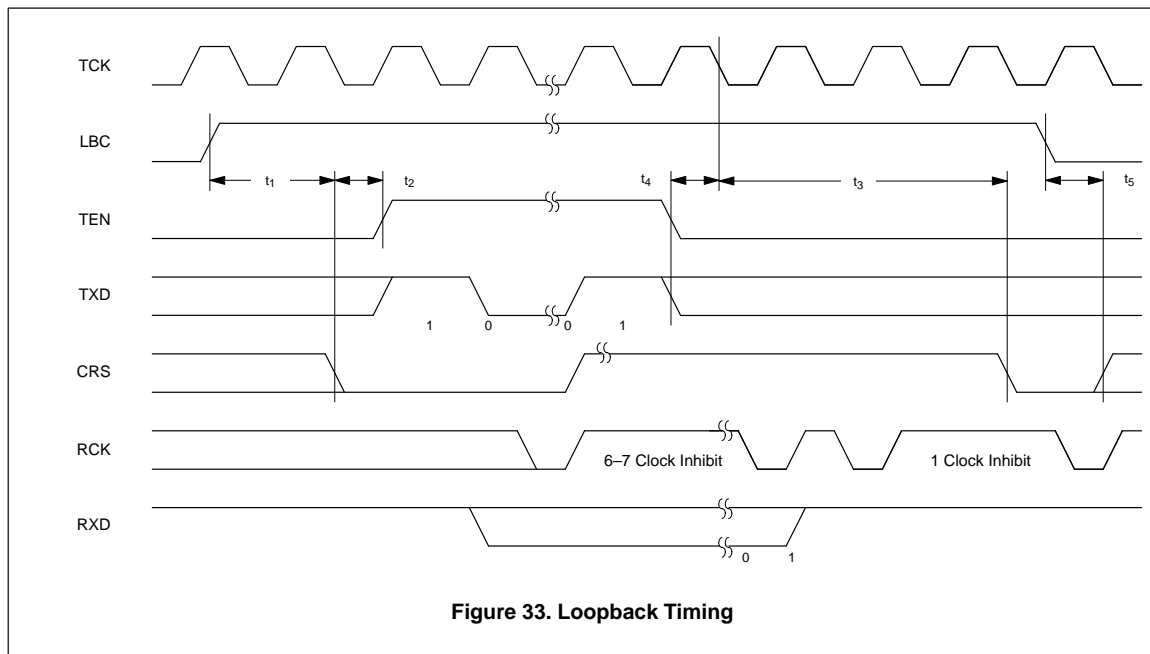 TCK
LBC
t1
t2
t4
t3
t5
TEN
TXD
1 0 0 1
CRS
RCK
6–7 Clock Inhibit
1 Clock Inhibit
RXD
0 1
Figure 33. Loopback Timing